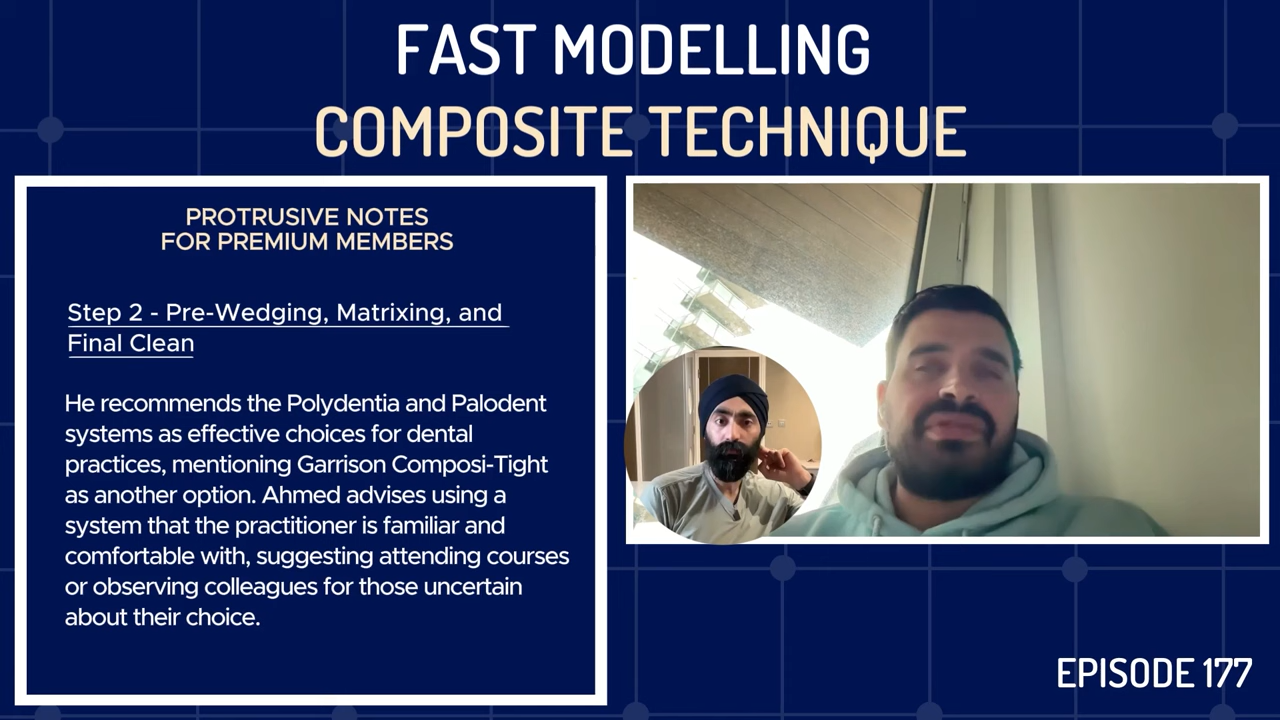 FAST MODELLING
COMPOSITE TECHNIQUE
PROTRUSIVE NOTES
FOR PREMIUM MEMBERS
Step 2 - Pre-Wedging, Matrixing, and
Final Clean
He recommends the Polydentia and Palodent
systems as effective choices for dental
practices, mentioning Garrison Composi-Tight
as another option. Ahmed advises using a
system that the practitioner is familiar and
comfortable with, suggesting attending courses
or observing colleagues for those uncertain
about their choice.
EPISODE 177